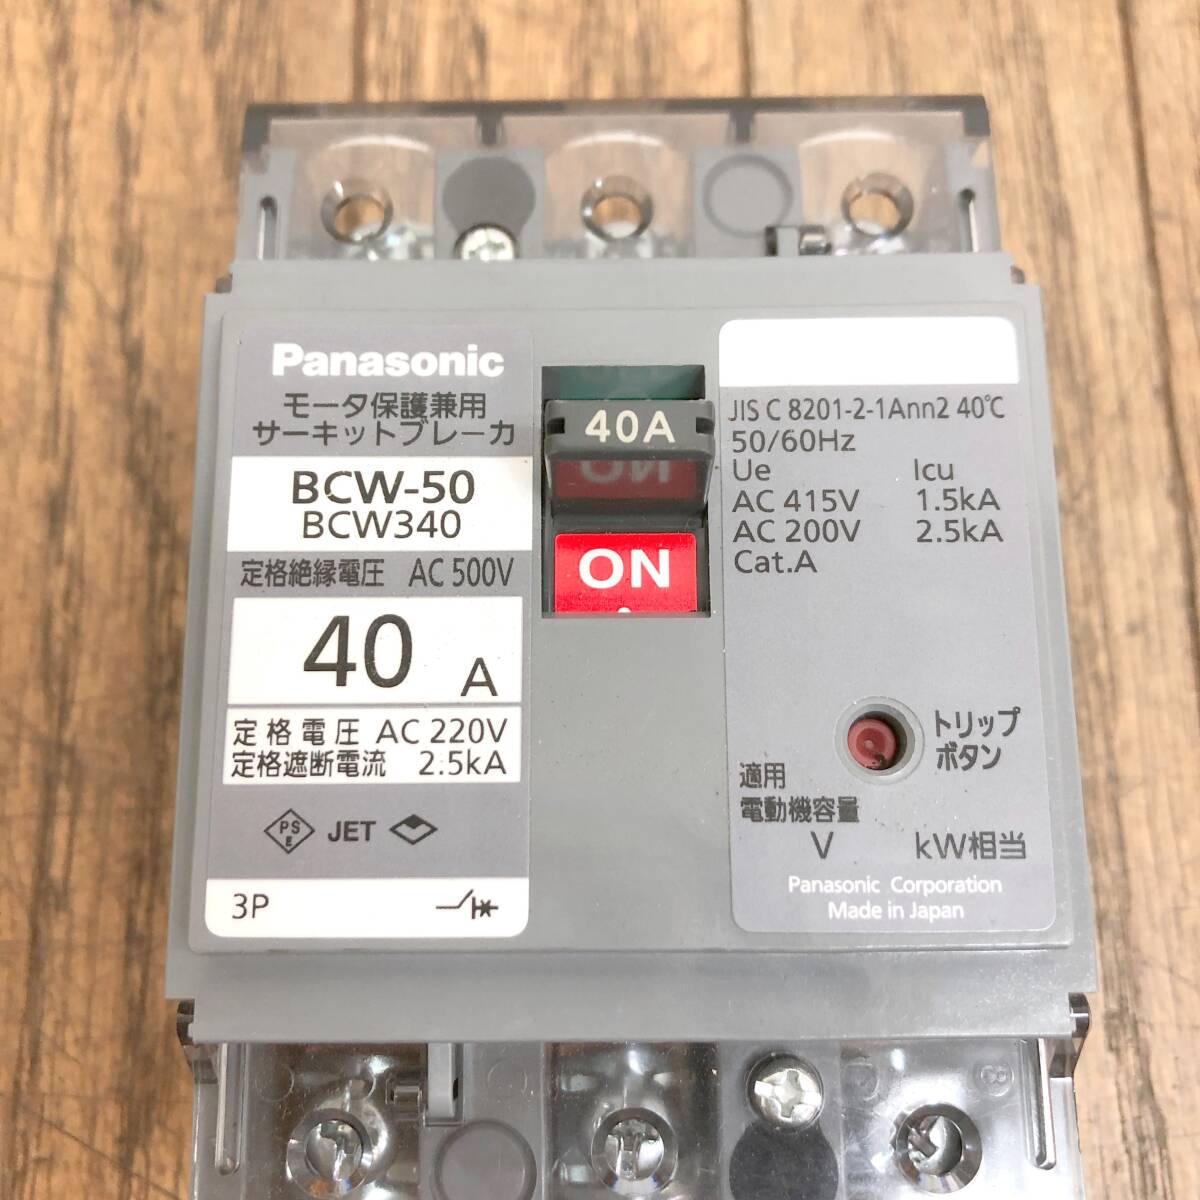 Panasonic
モータ保護兼用
サーキットブレーカ
BCW-50
BCW340
定格絶縁電圧 AC 500V
40 A
定格電圧 AC 220V
定格遮断電流 2.5kA
PS E JET
3P
40A
ON
JIS C 8201-2-1Ann2 40℃
50/60Hz
Ue Icu
AC 415V 1.5kA
AC 200V 2.5kA
Cat.A
トリップ
ボタン
適用
電動機容量
V kW相当
Panasonic Corporation
Made in Japan